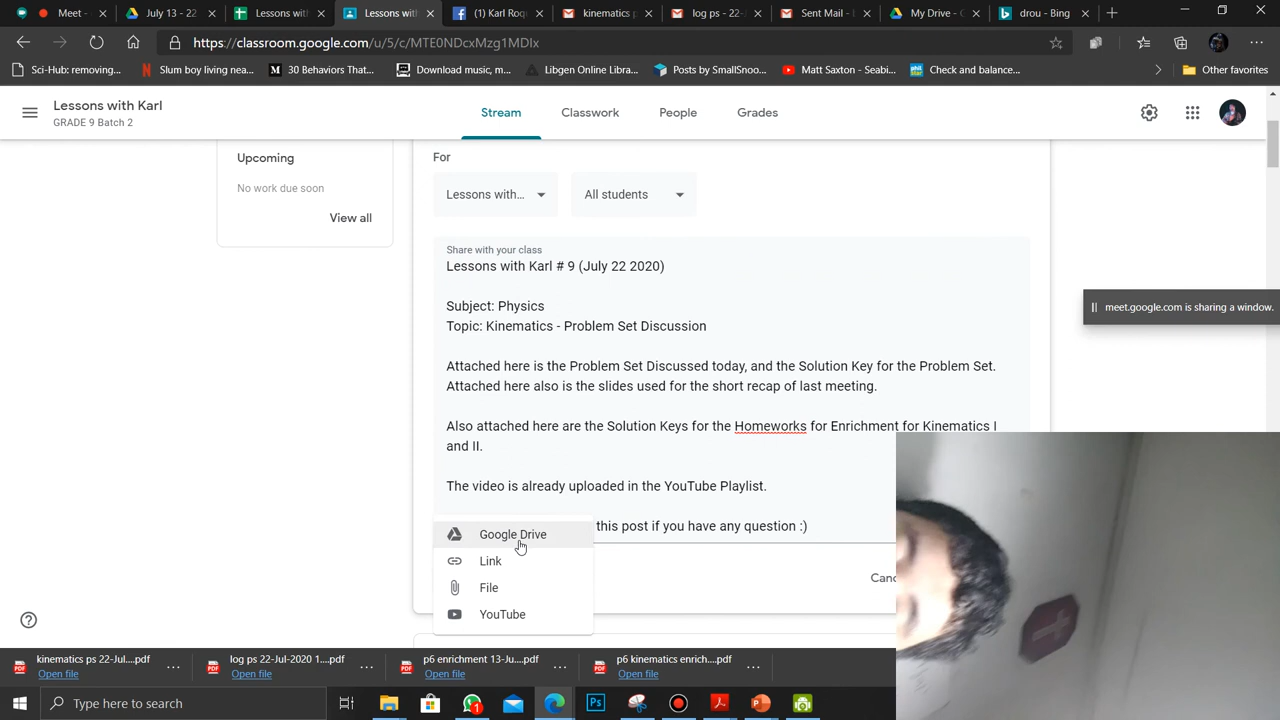 Meet -
July 13 - 22
Lessons with
Lessons with
(1) Karl Roq
kinematics p
log ps - 22-J
Sent Mail -
My Drive - G
drou - Bing
https://classroom.google.com/u/5/c/MTE0NDcxMzg1MDIx
Sci-Hub: removing...
Slum boy living nea...
30 Behaviors That...
Download music, m...
Libgen Online Libra...
Posts by SmallSnoo...
Matt Saxton - Seabi...
Check and balance...
Other favorites
Lessons with Karl
GRADE 9 Batch 2
Stream
Classwork
People
Grades
Upcoming
No work due soon
View all
For
Lessons with...
All students
Share with your class
Lessons with Karl # 9 (July 22 2020)
Subject: Physics
Topic: Kinematics - Problem Set Discussion
Attached here is the Problem Set Discussed today, and the Solution Key for the Problem Set.
Attached here also is the slides used for the short recap of last meeting.
Also attached here are the Solution Keys for the Homeworks for Enrichment for Kinematics I
and II.
The video is already uploaded in the YouTube Playlist.
this post if you have any question :)
Google Drive
Link
File
YouTube
Canc
meet.google.com is sharing a window.
kinematics ps 22-Jul....pdf
Open file
log ps 22-Jul-2020 1....pdf
Open file
p6 enrichment 13-Ju....pdf
Open file
p6 kinematics enrich....pdf
Open file
Type here to search